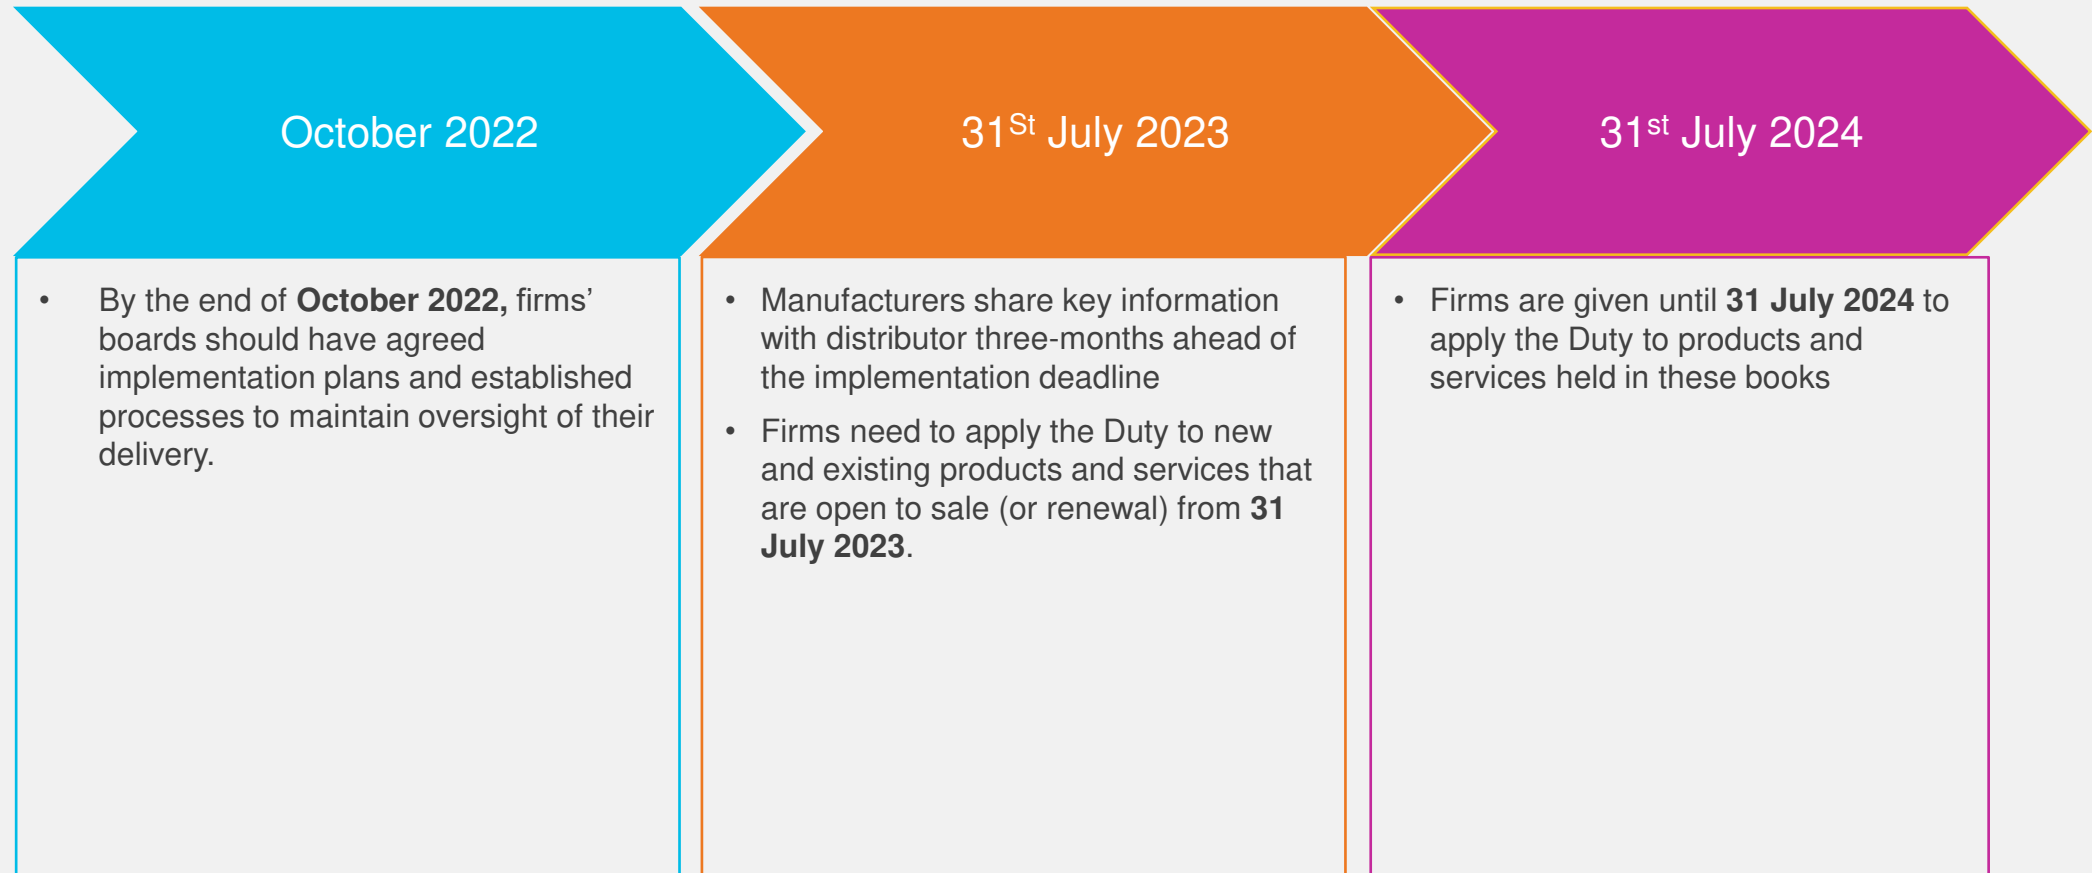 October 2022
31St July 2023
31st July 2024
• By the end of October 2022, firms’
boards should have agreed
implementation plans and established
processes to maintain oversight of their
delivery.
• Manufacturers share key information
with distributor three-months ahead of
the implementation deadline
• Firms need to apply the Duty to new
and existing products and services that
are open to sale (or renewal) from 31
July 2023.
• Firms are given until 31 July 2024 to
apply the Duty to products and
services held in these books